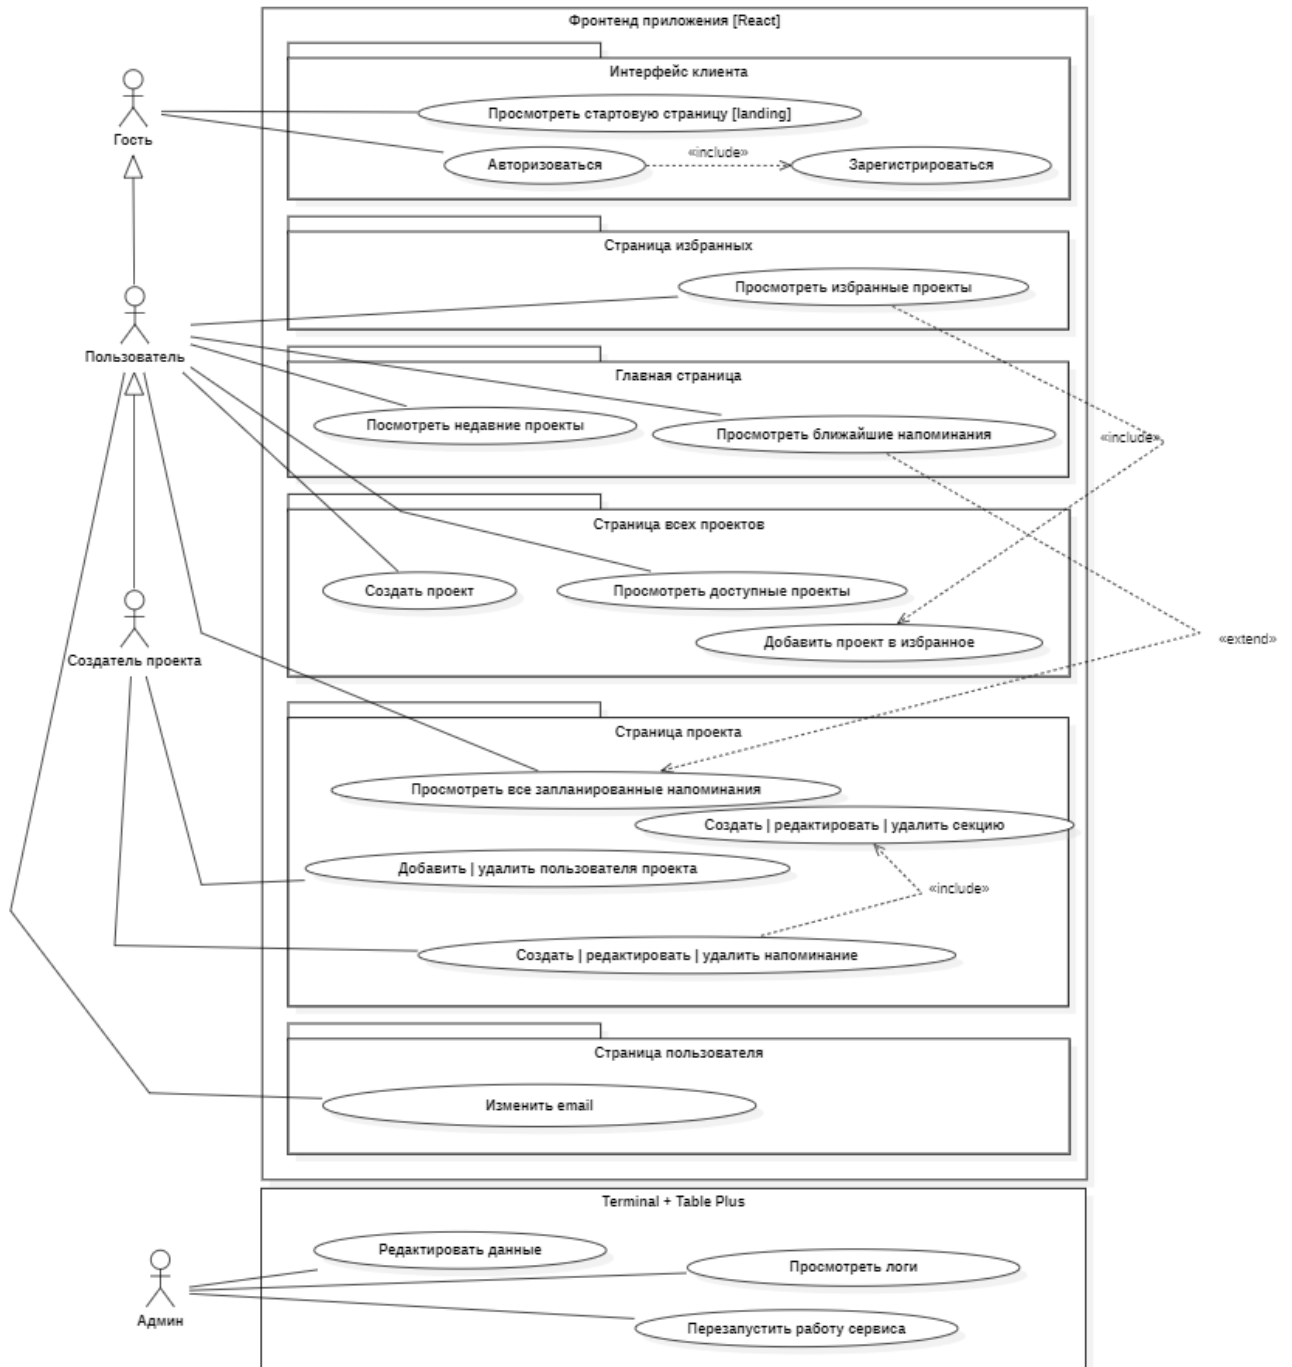 Фронтенд приложения [React]
Интерфейс клиента
Просмотреть стартовую страницу [landing]
Гость
«include»
Авторизоваться
Зарегистрироваться
Страница избранных
Просмотреть избранные проекты
Пользователь
Главная страница
Посмотреть недавние проекты
Просмотреть ближайшие напоминания
«include»
Страница всех проектов
Создать проект
Просмотреть доступные проекты
Добавить проект в избранное
«extend»
Создатель проекта
Страница проекта
Просмотреть все запланированные напоминания
Создать | редактировать | удалить секцию
Добавить | удалить пользователя проекта
«include»
Создать | редактировать | удалить напоминание
Страница пользователя
Изменить email
Terminal + Table Plus
Редактировать данные
Просмотреть логи
Админ
Перезапустить работу сервиса